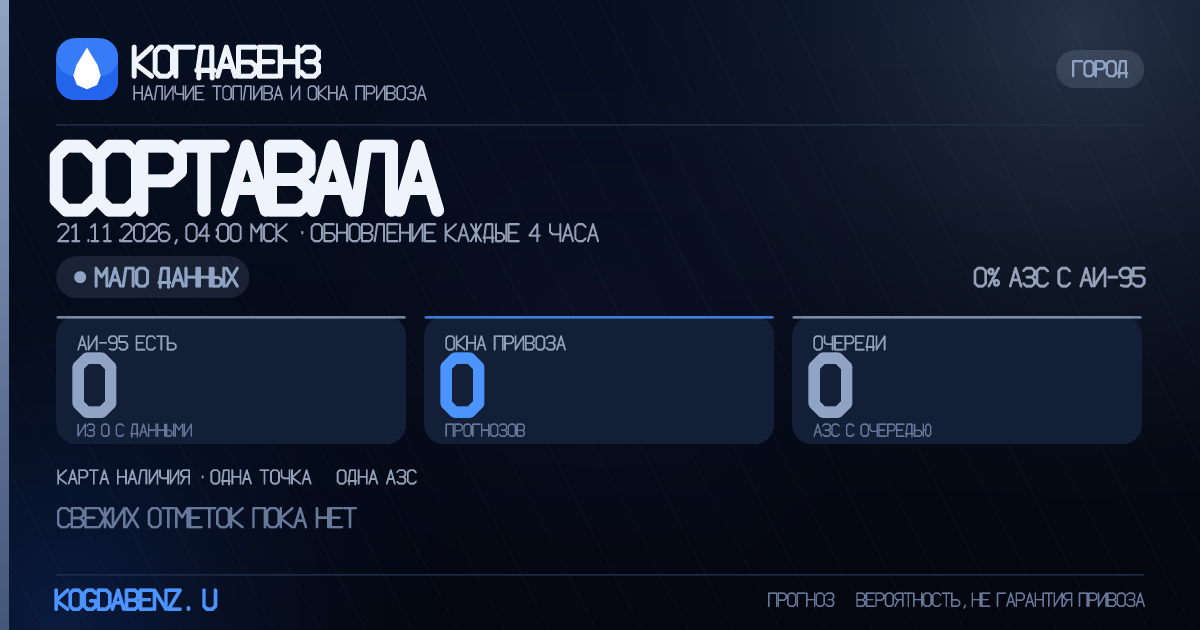 КОГДАБЕНЗ
НАЛИЧИЕ ТОПЛИВА И ОКНА ПРИВОЗА
ГОРОД
СОРТАВАЛА
21.11.2026, 04:00 МСК · ОБНОВЛЕНИЕ КАЖДЫЕ 4 ЧАСА
МАЛО ДАННЫХ
0% АЗС С АИ-95
АИ-95 ЕСТЬ
0
ИЗ 0 С ДАННЫМИ
ОКНА ПРИВОЗА
0
ПРОГНОЗОВ
ОЧЕРЕДИ
0
АЗС С ОЧЕРЕДЬЮ
КАРТА НАЛИЧИЯ · ОДНА ТОЧКА ОДНА АЗС
СВЕЖИХ ОТМЕТОК ПОКА НЕТ
KOGDABENZ. U
ПРОГНОЗ ВЕРОЯТНОСТЬ, НЕ ГАРАНТИЯ ПРИВОЗА